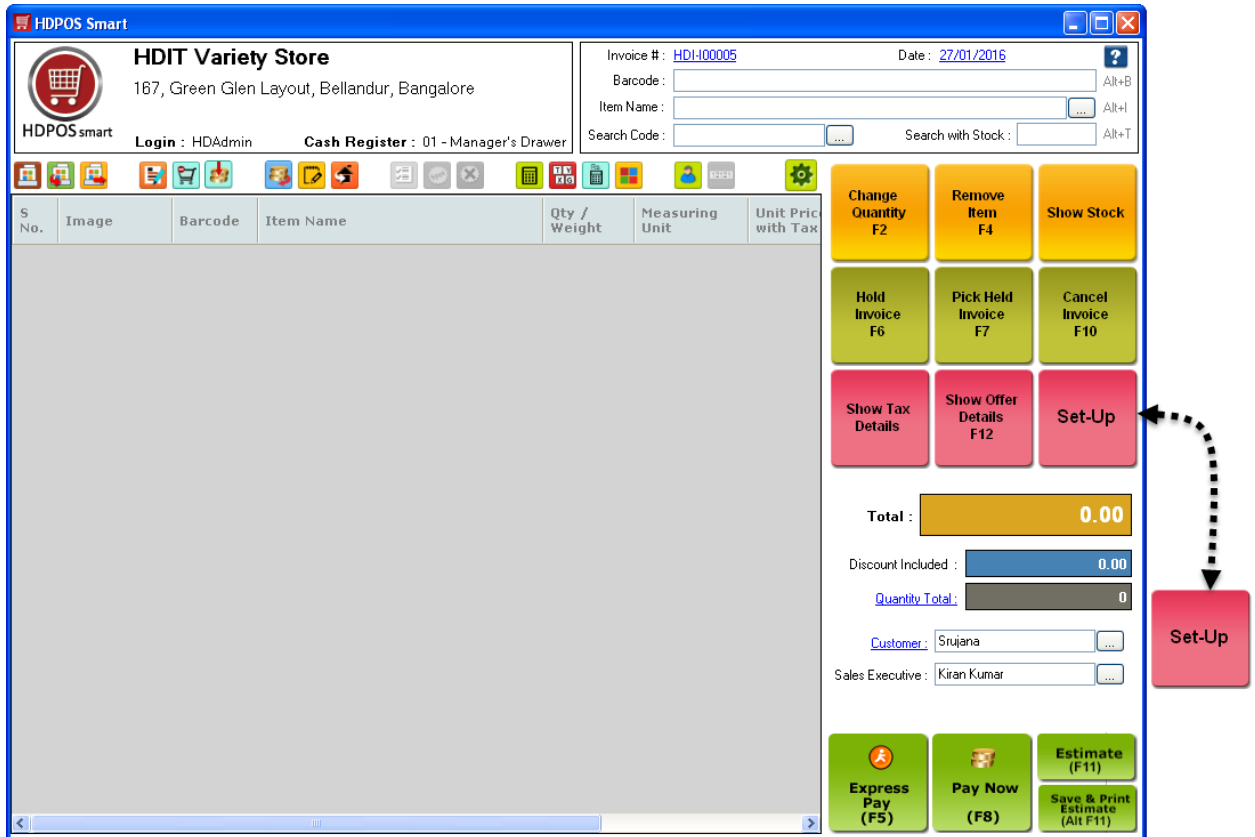 HDPOS Smart
HDIT Variety Store
167, Green Glen Layout, Bellandur, Bangalore
HDPOS smart
Login : HDAdmin
Cash Register : 01 - Manager's Drawer
Invoice # : HDI-I00005
Date : 27/01/2016
?
Barcode :
Alt+B
Item Name :
...
Alt+I
Search Code :
...
Search with Stock :
Alt+T
S No.
Image
Barcode
Item Name
Qty / Weight
Measuring Unit
Unit Pric
with Tax
Change
Quantity
F2
Remove
Item
F4
Show Stock
Hold
Invoice
F6
Pick Held
Invoice
F7
Cancel
Invoice
F10
Show Tax
Details
Show Offer
Details
F12
Set-Up
Total :
0.00
Discount Included :
0.00
Quantity Total :
0
Customer :
Srujana
...
Sales Executive :
Kiran Kumar
...
Set-Up
Express
Pay
(F5)
Pay Now
(F8)
Estimate
(F11)
Save & Print
Estimate
(Alt F11)